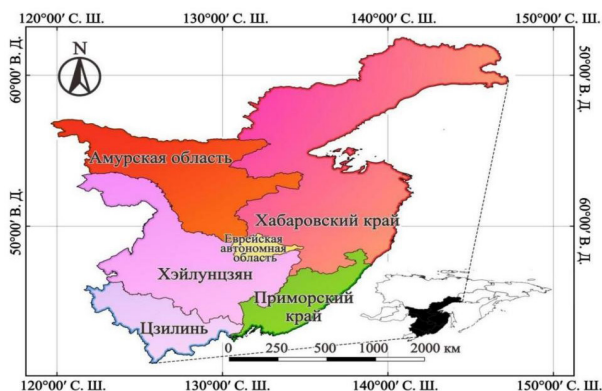 120°00' С. Ш. 130°00' С. Ш. 140°00' С. Ш. 150°00' С. Ш.
N
60°00' В. Д.
50°00' В. Д.
Амурская область
Хабаровский край
50°00' В. Д.
60°00' В. Д.
Еврейская
автономная
область
Хэйлунцзян
Приморский
край
Цзилинь
0 250 500 1000 2000 км
120°00' С. Ш. 130°00' С. Ш. 140°00' С. Ш. 150°00' С. Ш.